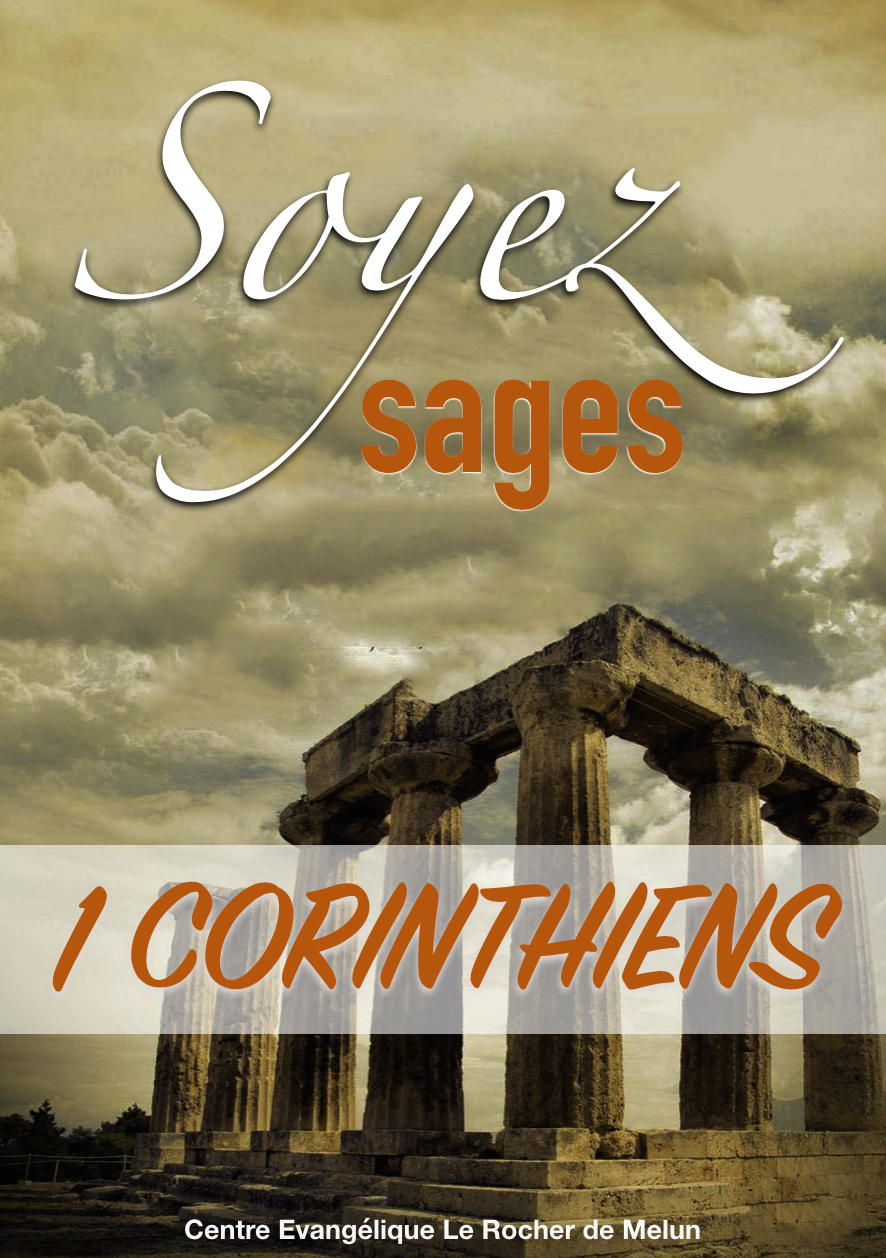 Soyez
sages
1 CORINTHIENS
Centre Evangélique Le Rocher de Melun